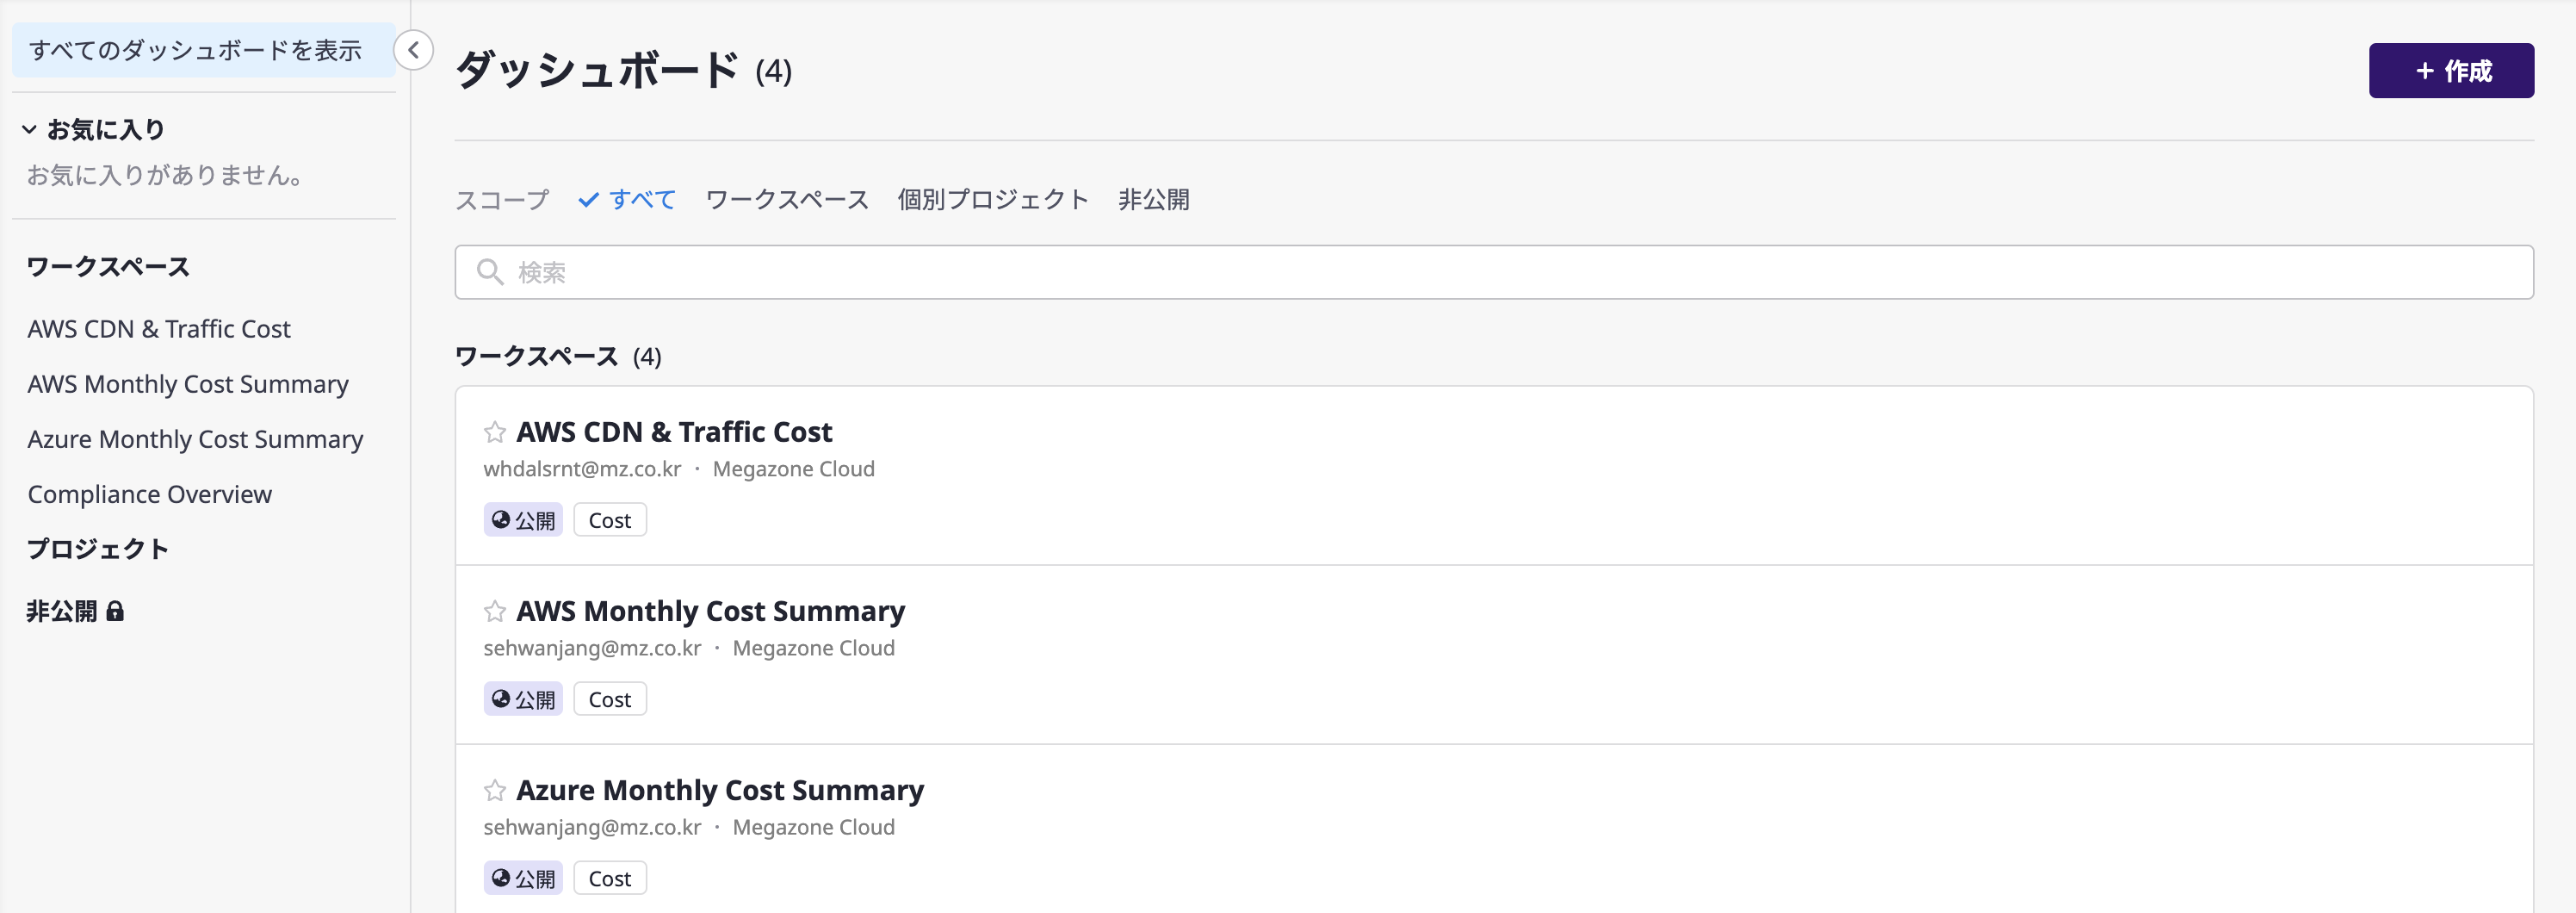 すべてのダッシュボードを表示
お気に入り
お気に入りがありません。
ワークスペース
AWS CDN & Traffic Cost
AWS Monthly Cost Summary
Azure Monthly Cost Summary
Compliance Overview
プロジェクト
非公開
ダッシュボード (4)
+ 作成
スコープ すべて ワークスペース 個別プロジェクト 非公開
検索
ワークスペース (4)
AWS CDN & Traffic Cost
whdalsrnt@mz.co.kr · Megazone Cloud
公開 Cost
AWS Monthly Cost Summary
sehwanjang@mz.co.kr · Megazone Cloud
公開 Cost
Azure Monthly Cost Summary
sehwanjang@mz.co.kr · Megazone Cloud
公開 Cost